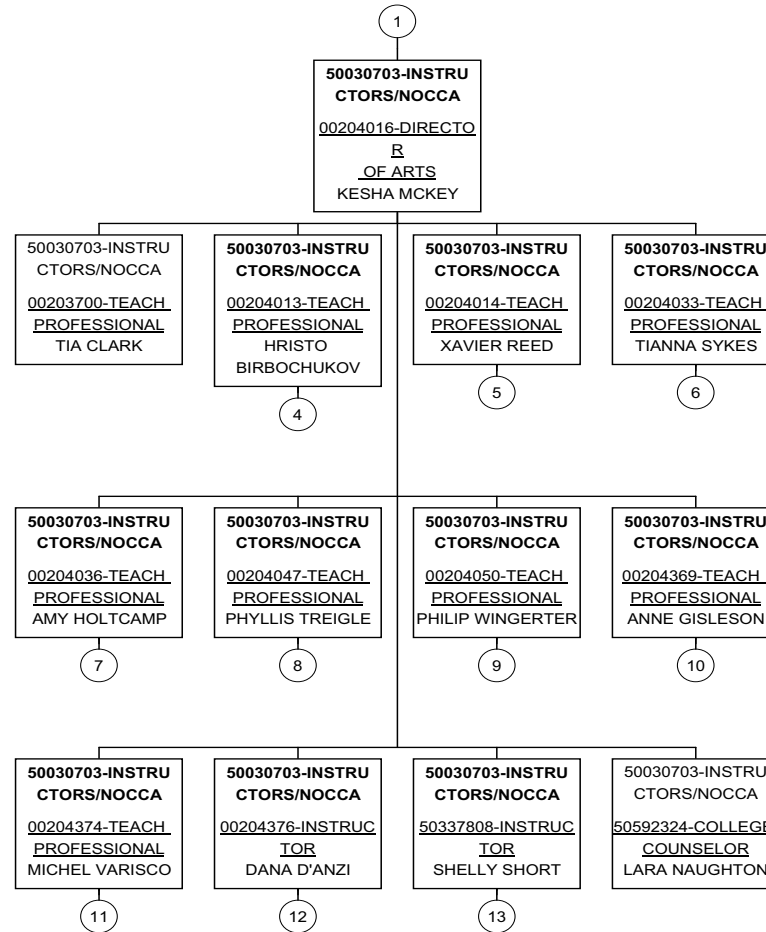 1
50030703-INSTRU
CTORS/NOCCA
00204016-DIRECTO
R
OF ARTS
KESHA MCKEY
50030703-INSTRU
CTORS/NOCCA
00203700-TEACH
PROFESSIONAL
TIA CLARK
50030703-INSTRU
CTORS/NOCCA
00204013-TEACH
PROFESSIONAL
HRISTO
BIRBOCHUKOV
4
50030703-INSTRU
CTORS/NOCCA
00204014-TEACH
PROFESSIONAL
XAVIER REED
5
50030703-INSTRU
CTORS/NOCCA
00204033-TEACH
PROFESSIONAL
TIANNA SYKES
6
50030703-INSTRU
CTORS/NOCCA
00204036-TEACH
PROFESSIONAL
AMY HOLTCAMP
7
50030703-INSTRU
CTORS/NOCCA
00204047-TEACH
PROFESSIONAL
PHYLLIS TREIGLE
8
50030703-INSTRU
CTORS/NOCCA
00204050-TEACH
PROFESSIONAL
PHILIP WINGERTER
9
50030703-INSTRU
CTORS/NOCCA
00204369-TEACH
PROFESSIONAL
ANNE GISLESON
10
50030703-INSTRU
CTORS/NOCCA
00204374-TEACH
PROFESSIONAL
MICHEL VARISCO
11
50030703-INSTRU
CTORS/NOCCA
00204376-INSTRUC
TOR
DANA D'ANZI
12
50030703-INSTRU
CTORS/NOCCA
50337808-INSTRUC
TOR
SHELLY SHORT
13
50030703-INSTRU
CTORS/NOCCA
50592324-COLLEGE
COUNSELOR
LARA NAUGHTON